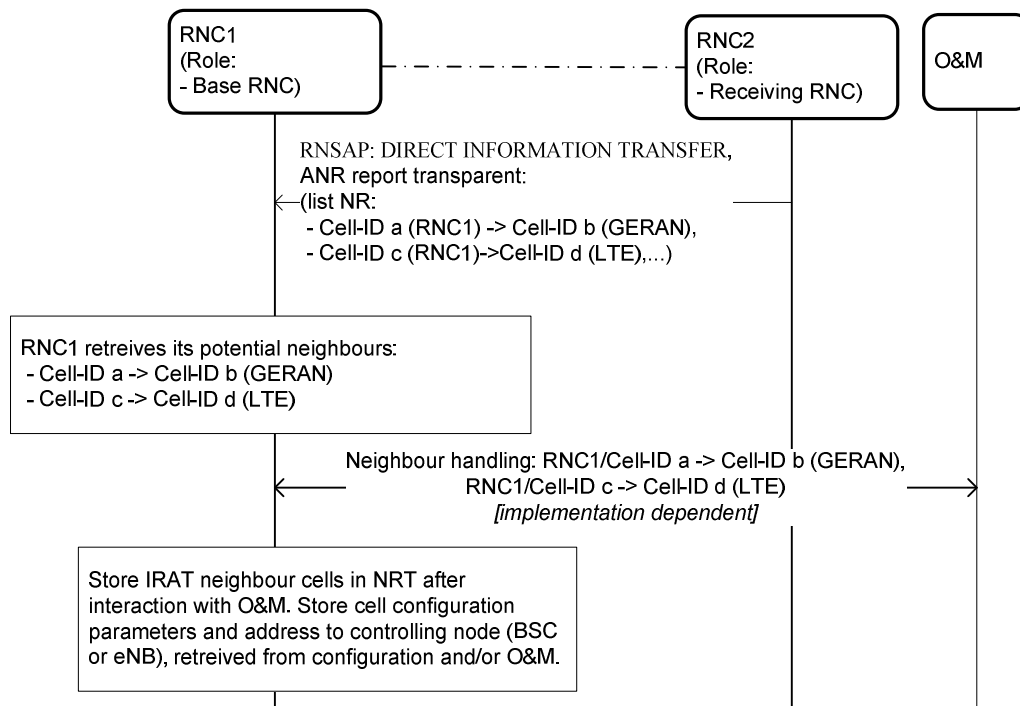 RNC1
(Role:
- Base RNC)
RNC2
(Role:
- Receiving RNC)
O&M
RNSAP: DIRECT INFORMATION TRANSFER,
ANR report transparent:
(list NR:
- Cell-ID a (RNC1) -> Cell-ID b (GERAN),
- Cell-ID c (RNC1)->Cell-ID d (LTE),...)
RNC1 retreives its potential neighbours:
- Cell-ID a -> Cell-ID b (GERAN)
- Cell-ID c -> Cell-ID d (LTE)
Neighbour handling: RNC1/Cell-ID a -> Cell-ID b (GERAN),
RNC1/Cell-ID c -> Cell-ID d (LTE)
[implementation dependent]
Store IRAT neighbour cells in NRT after
interaction with O&M. Store cell configuration
parameters and address to controlling node (BSC
or eNB), retreived from configuration and/or O&M.